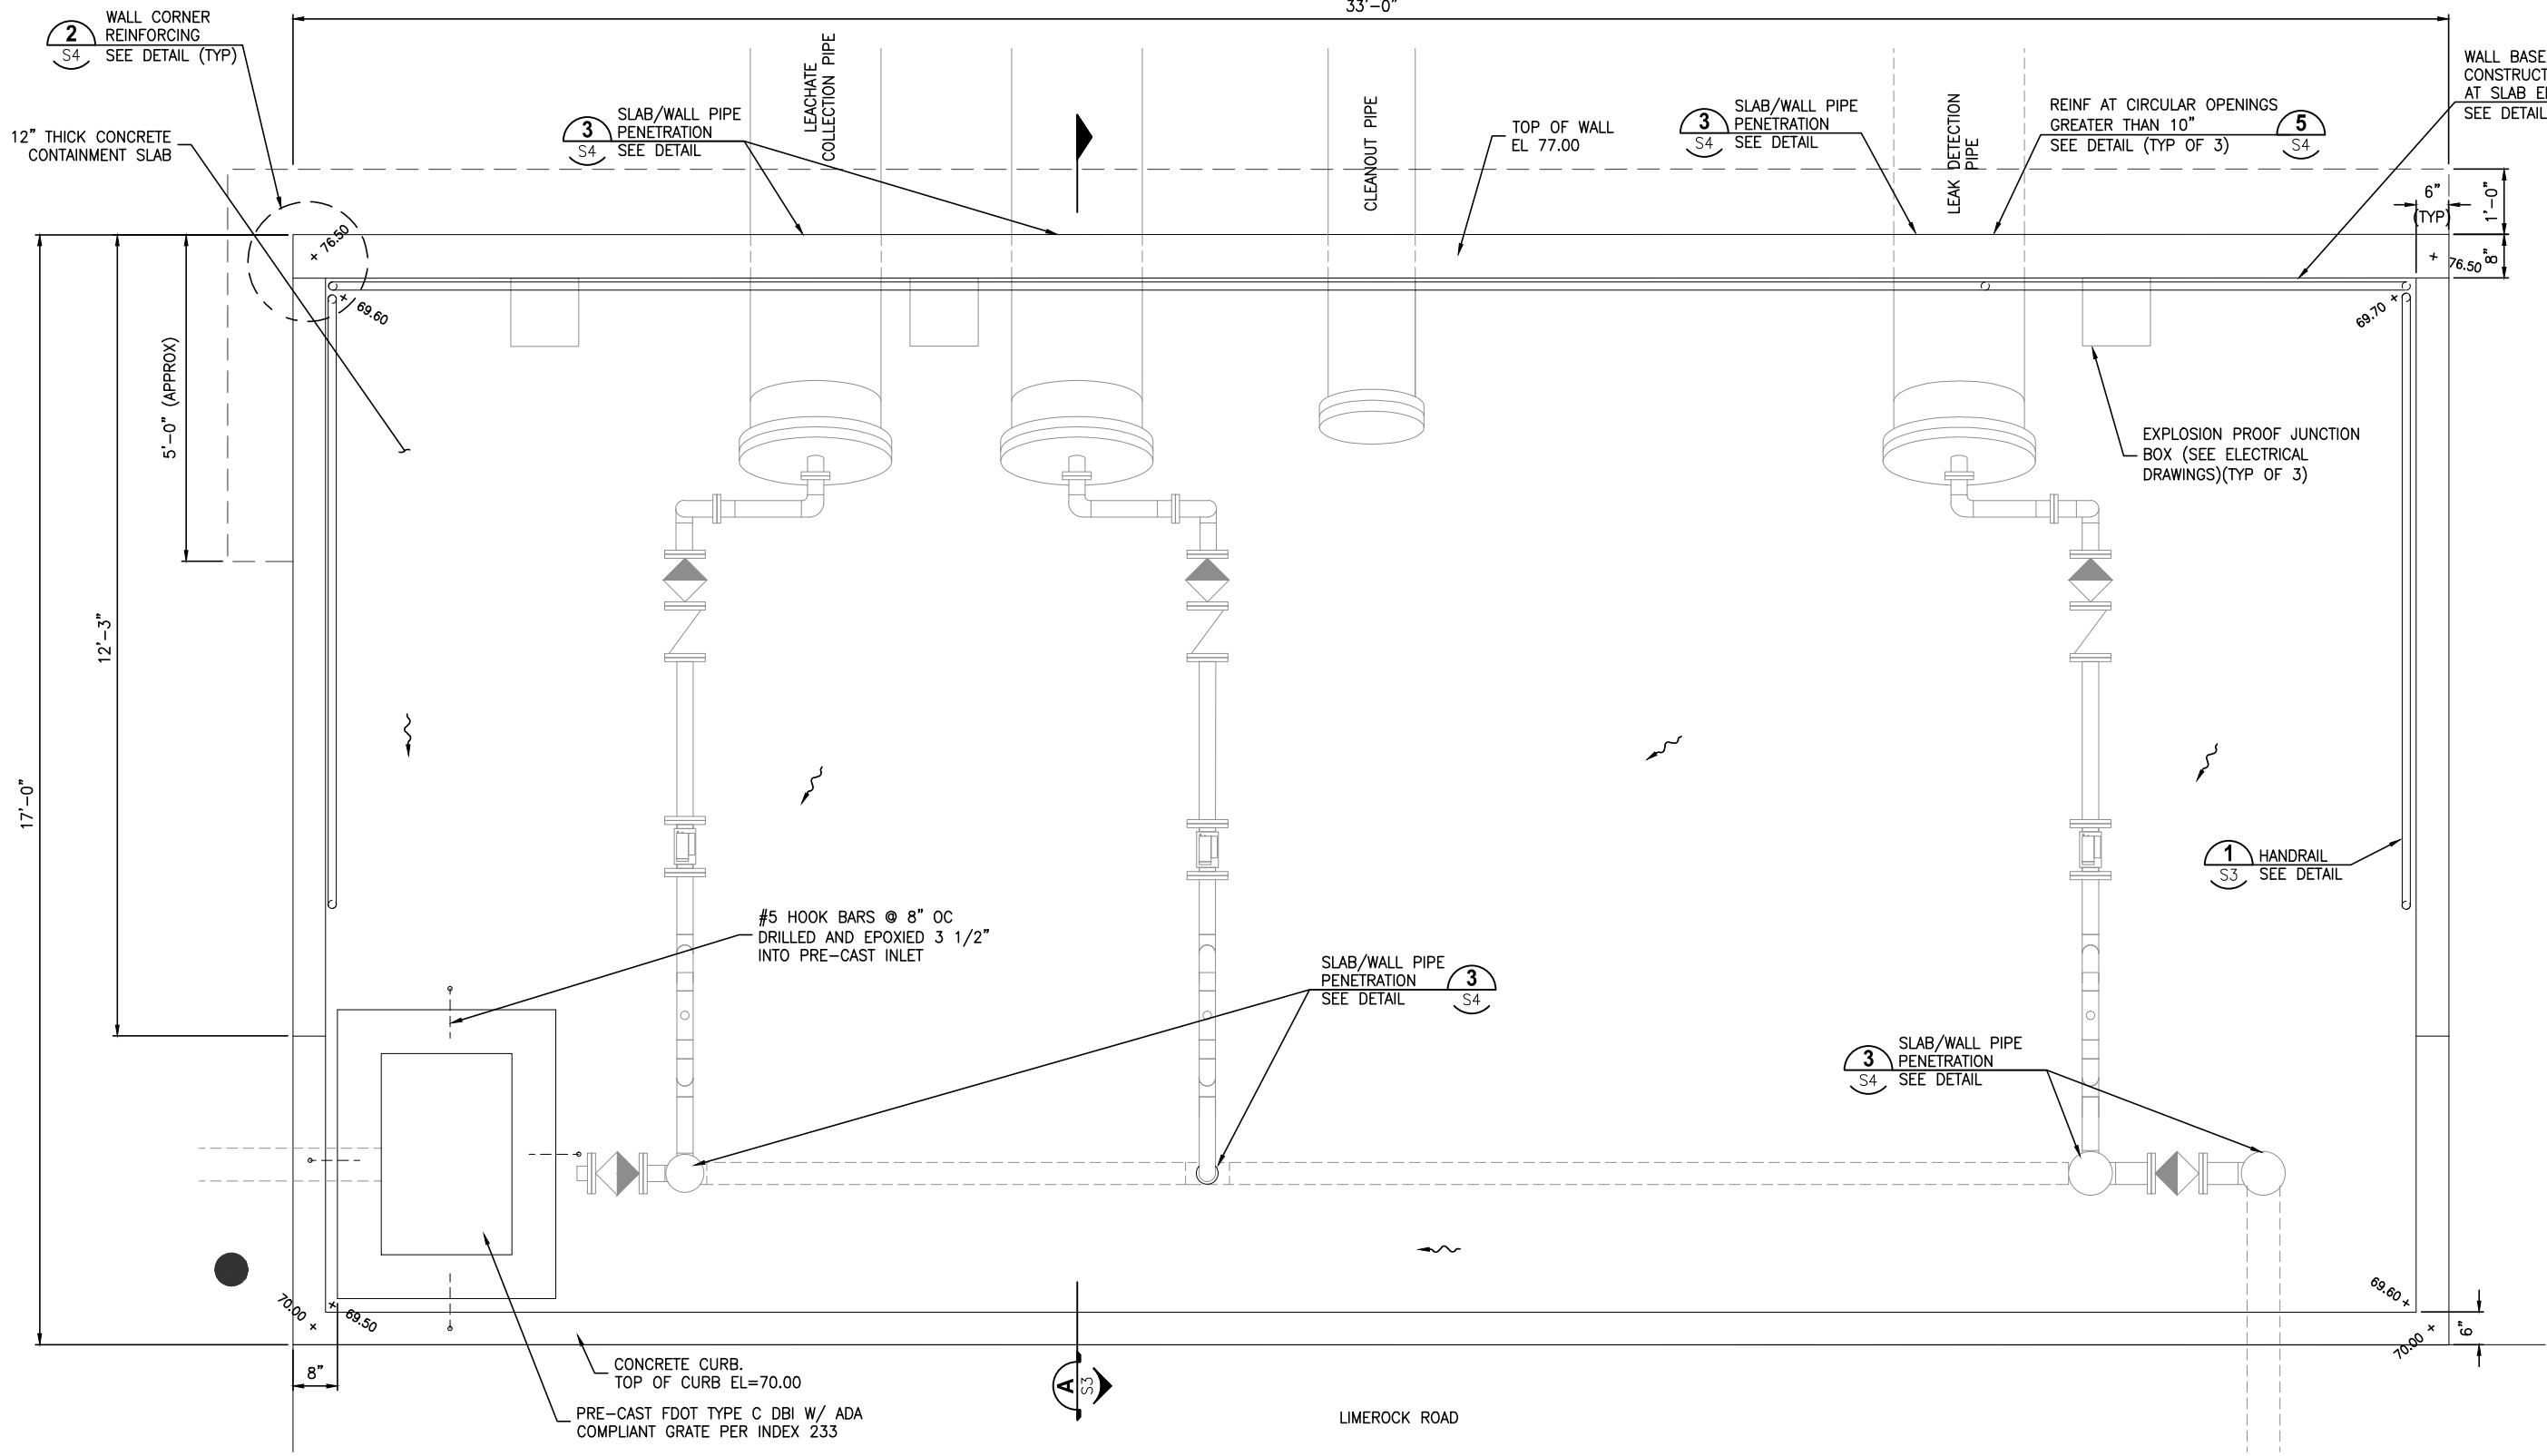 33'-0"
2
S4
WALL CORNER
REINFORCING
SEE DETAIL (TYP)
12" THICK CONCRETE
CONTAINMENT SLAB
3
S4
SLAB/WALL PIPE
PENETRATION
SEE DETAIL
LEACHATE
COLLECTION PIPE
CLEANOUT PIPE
TOP OF WALL
EL 77.00
3
S4
SLAB/WALL PIPE
PENETRATION
SEE DETAIL
LEAK DETECTION
PIPE
REINF AT CIRCULAR OPENINGS
GREATER THAN 10"
SEE DETAIL (TYP OF 3)
5
S4
WALL BASE
CONSTRUCT
AT SLAB EL
SEE DETAIL
6"
(TYP)
1'-0"
8"
76.50
76.50
69.60
69.70
5'-0" (APPROX)
12'-3"
17'-0"
EXPLOSION PROOF JUNCTION
BOX (SEE ELECTRICAL
DRAWINGS)(TYP OF 3)
1
S3
HANDRAIL
SEE DETAIL
#5 HOOK BARS @ 8" OC
DRILLED AND EPOXIED 3 1/2"
INTO PRE-CAST INLET
SLAB/WALL PIPE
PENETRATION
SEE DETAIL
3
S4
3
S4
SLAB/WALL PIPE
PENETRATION
SEE DETAIL
70.00
69.50
69.60
70.00
6"
8"
CONCRETE CURB.
TOP OF CURB EL=70.00
PRE-CAST FDOT TYPE C DBI W/ ADA
COMPLIANT GRATE PER INDEX 233
A
S3
LIMEROCK ROAD